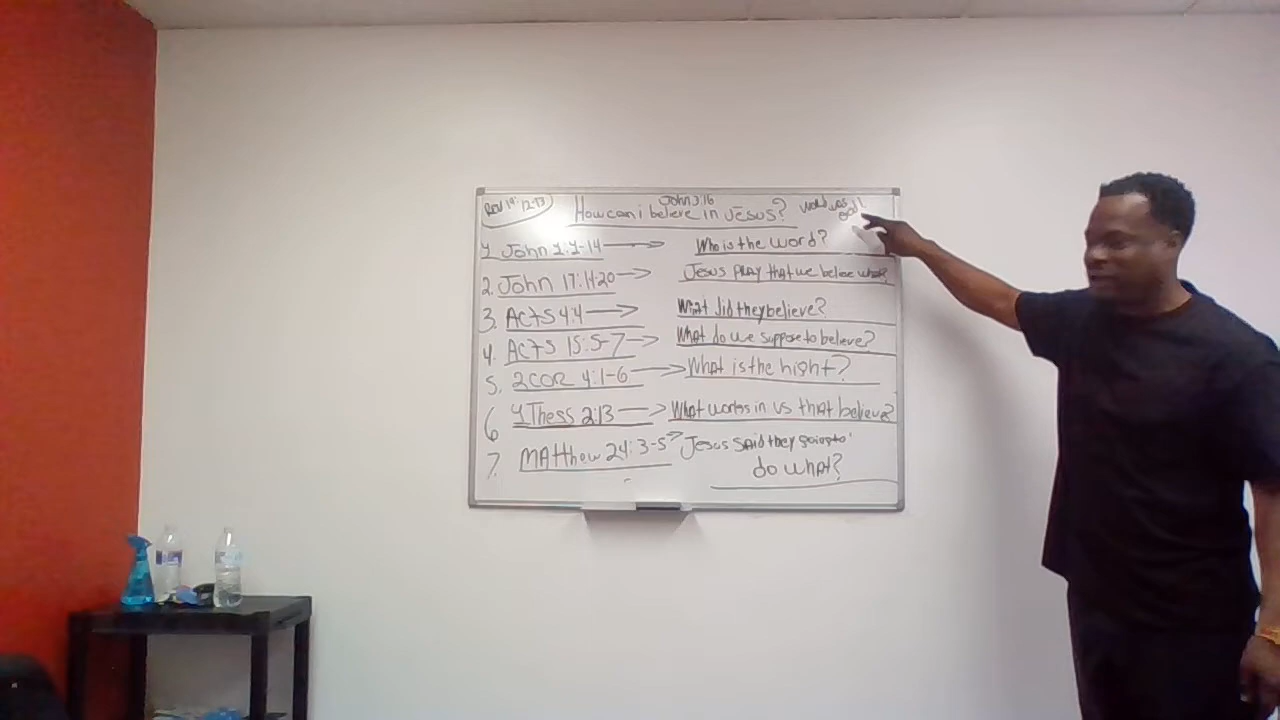 Rev 19:12-13
John 3:16
How can i believe in Jesus?
word was
God
1. John 1:1-14 → Who is the word?
2. John 17:14-20 → Jesus pray that we believe what?
3. Acts 4:4 → What did they believe?
4. Acts 15:5-7 → What do we suppose to believe?
5. 2COR 4:1-6 → What is the hight?
6 1 Thess 2:13 → What works in us that believe?
7. Matthew 24:3-5 → Jesus said they going to
do what?